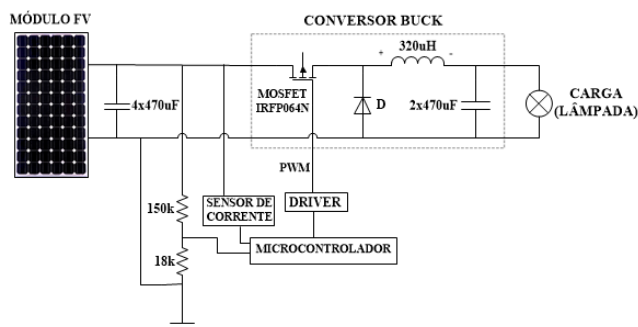 MÓDULO FV
CONVERSOR BUCK
+ 320uH -
4x470uF
MOSFET
IRFP064N
D
2x470uF
CARGA
(LÂMPADA)
PWM
150k
SENSOR DE
CORRENTE
DRIVER
MICROCONTROLADOR
18k